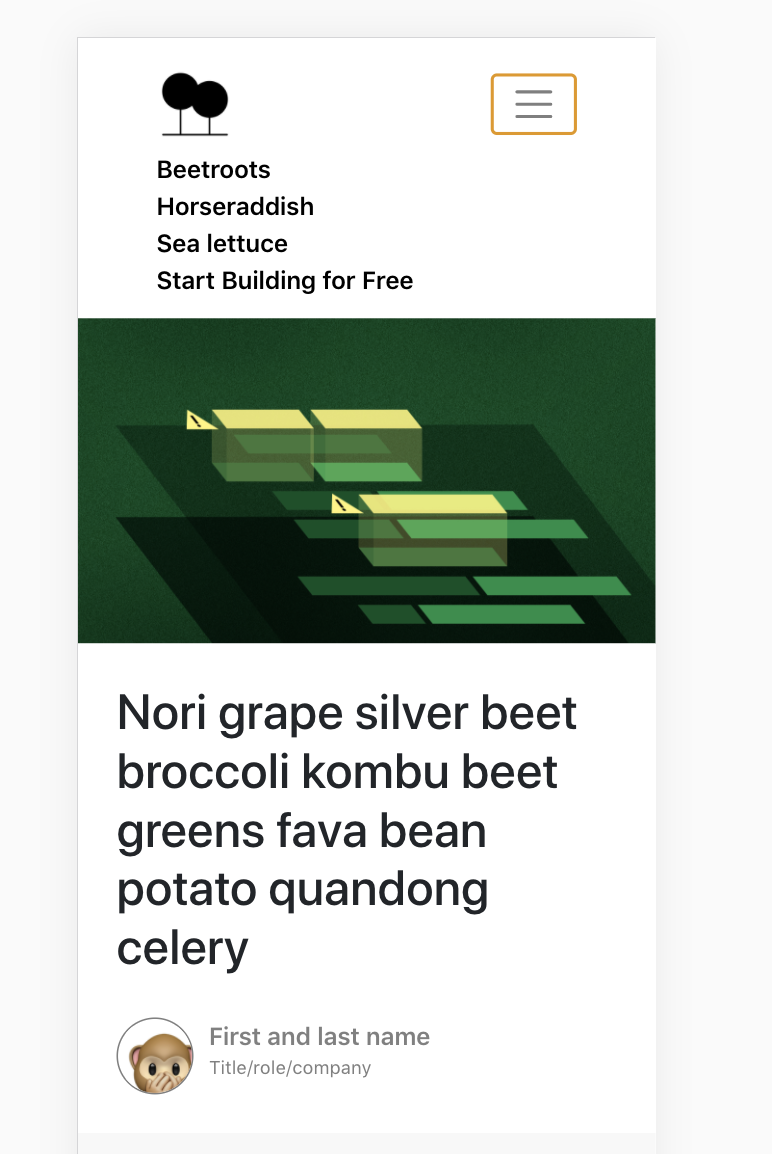 Beetroots
Horseraddish
Sea lettuce
Start Building for Free
Nori grape silver beet
broccoli kombu beet
greens fava bean
potato quandong
celery
First and last name
Title/role/company